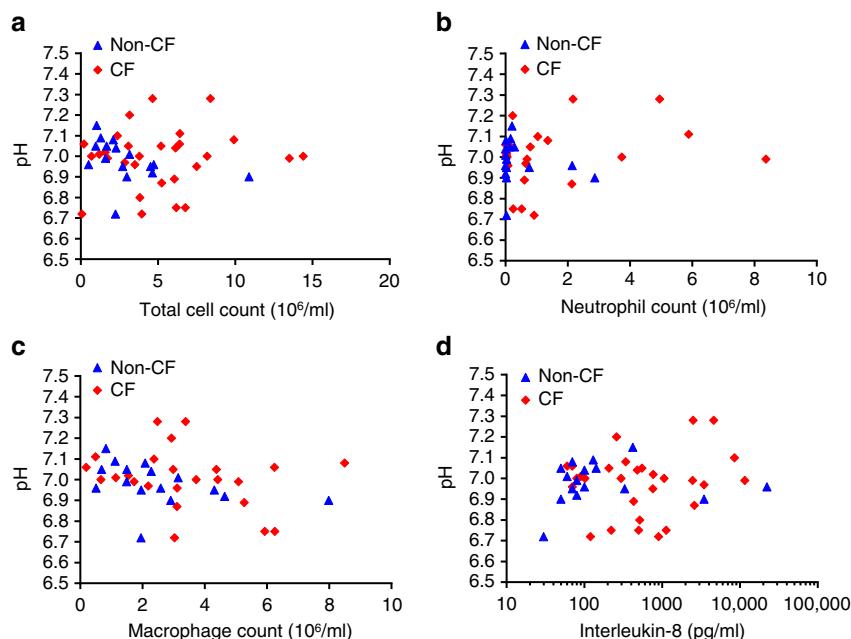 a
Non-CF
CF
7.5
7.4
7.3
7.2
7.1
7.0
6.9
6.8
6.7
6.6
6.5
pH
0 5 10 15 20
Total cell count (10⁶/ml)
b
Non-CF
CF
7.5
7.4
7.3
7.2
7.1
7.0
6.9
6.8
6.7
6.6
6.5
pH
0 2 4 6 8 10
Neutrophil count (10⁶/ml)
c
Non-CF
CF
7.5
7.4
7.3
7.2
7.1
7.0
6.9
6.8
6.7
6.6
6.5
pH
0 2 4 6 8 10
Macrophage count (10⁶/ml)
d
Non-CF
CF
7.5
7.4
7.3
7.2
7.1
7.0
6.9
6.8
6.7
6.6
6.5
pH
10 100 1000 10,000 100,000
Interleukin-8 (pg/ml)